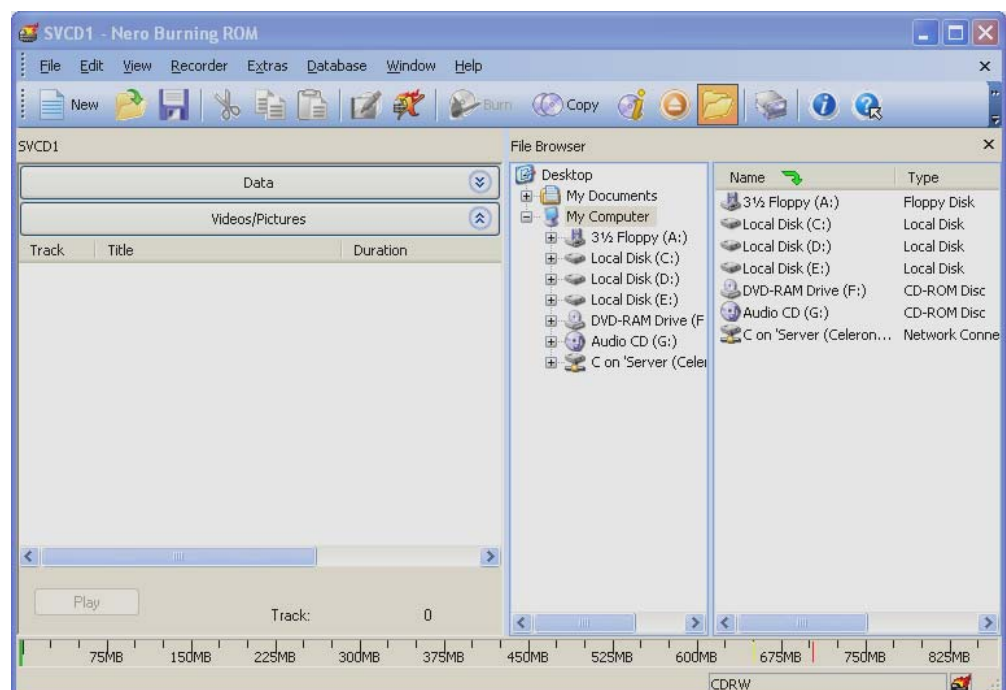 SVCD1 - Nero Burning ROM
File Edit View Recorder Extras Database Window Help
New Burn Copy
SVCD1
Data
Videos/Pictures
Track Title Duration
Play
Track: 0
File Browser
Desktop
My Documents
My Computer
3½ Floppy (A:)
Local Disk (C:)
Local Disk (D:)
Local Disk (E:)
DVD-RAM Drive (F
Audio CD (G:)
C on 'Server (Celer
Name Type
3½ Floppy (A:) Floppy Disk
Local Disk (C:) Local Disk
Local Disk (D:) Local Disk
Local Disk (E:) Local Disk
DVD-RAM Drive (F:) CD-ROM Disc
Audio CD (G:) CD-ROM Disc
C on 'Server (Celeron... Network Conne
75MB 150MB 225MB 300MB 375MB 450MB 525MB 600MB 675MB 750MB 825MB
CDRW